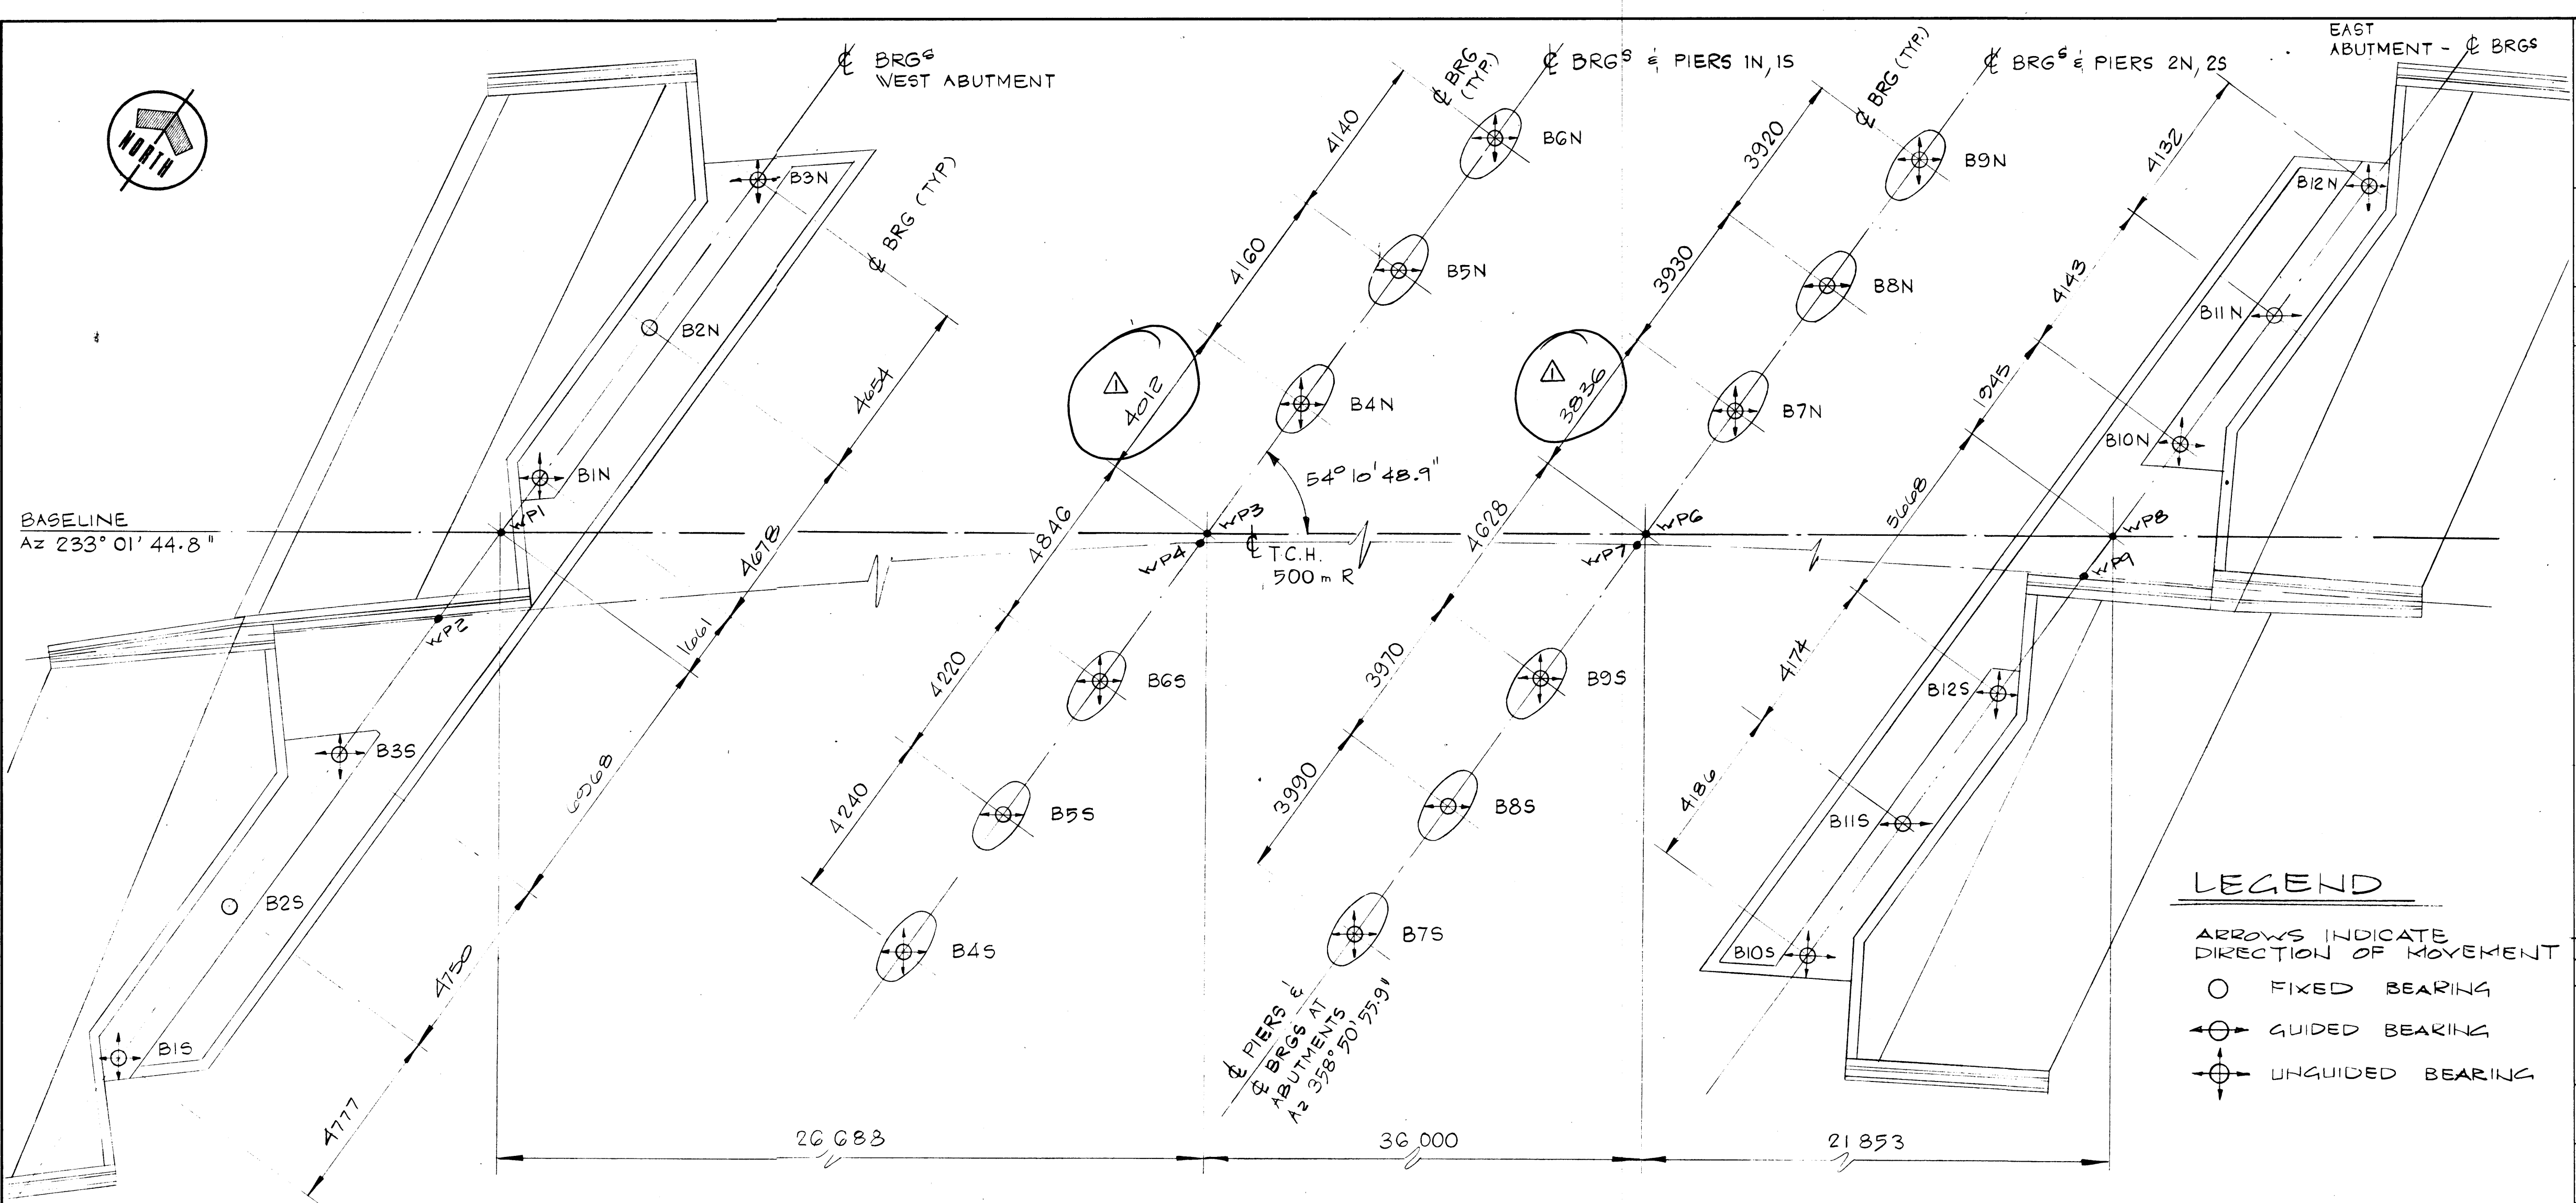 NORTH
℄ BRGS
WEST ABUTMENT
℄ BRG
(TYP.)
℄ BRGS & PIERS 1N, 1S
℄ BRG (TYP.)
℄ BRGS & PIERS 2N, 2S
EAST
ABUTMENT - ℄ BRGS
B3N
℄ BRG (TYP)
B2N
B1N
4654
4678
1661
4140
4160
1
4012
4846
4220
4240
B6N
B5N
B4N
54° 10' 48.9"
3920
3930
1
3836
4628
3970
3990
B9N
B8N
B7N
4132
4143
1945
5668
4174
4186
B12N
B11N
B10N
BASELINE
Az 233° 01' 44.8"
WP1
WP2
WP3
WP4
℄ T.C.H.
500 m R
WP6
WP7
WP8
WP9
B3S
B2S
B1S
4750
4777
B6S
B5S
B4S
B9S
B8S
B7S
B12S
B11S
B10S
℄ PIERS &
℄ BRGS AT
ABUTMENTS
Az 358° 50' 55.9"
26 688
36 000
21 853
LEGEND
ARROWS INDICATE
DIRECTION OF MOVEMENT
FIXED BEARING
GUIDED BEARING
UNGUIDED BEARING